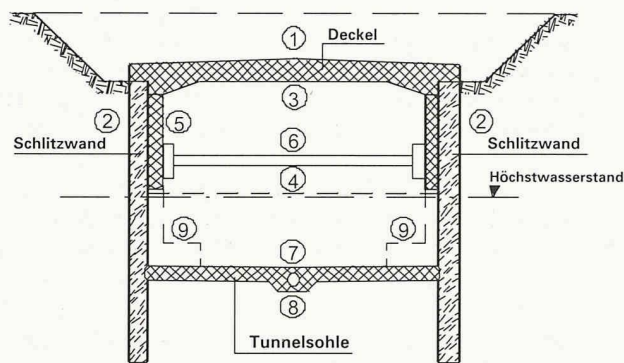 ① Deckel
③
② ⑤ ②
⑥
Schlitzwand Schlitzwand
④ Höchstwasserstand
⑨ ⑦ ⑨
⑧
Tunnelsohle